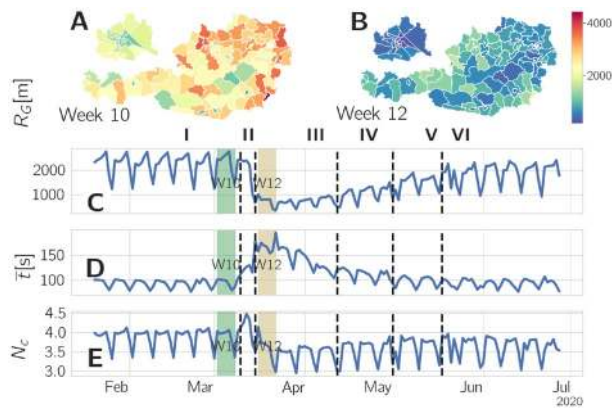 A
B
4000
2000
R_G[m]
Week 10
Week 12
I II III IV V VI
2000
1000
W10
W12
C
150
100
t̄[s]
W10
W12
D
4.5
4.0
3.5
3.0
N_c
W10
W12
E
Feb Mar Apr May Jun Jul
2020